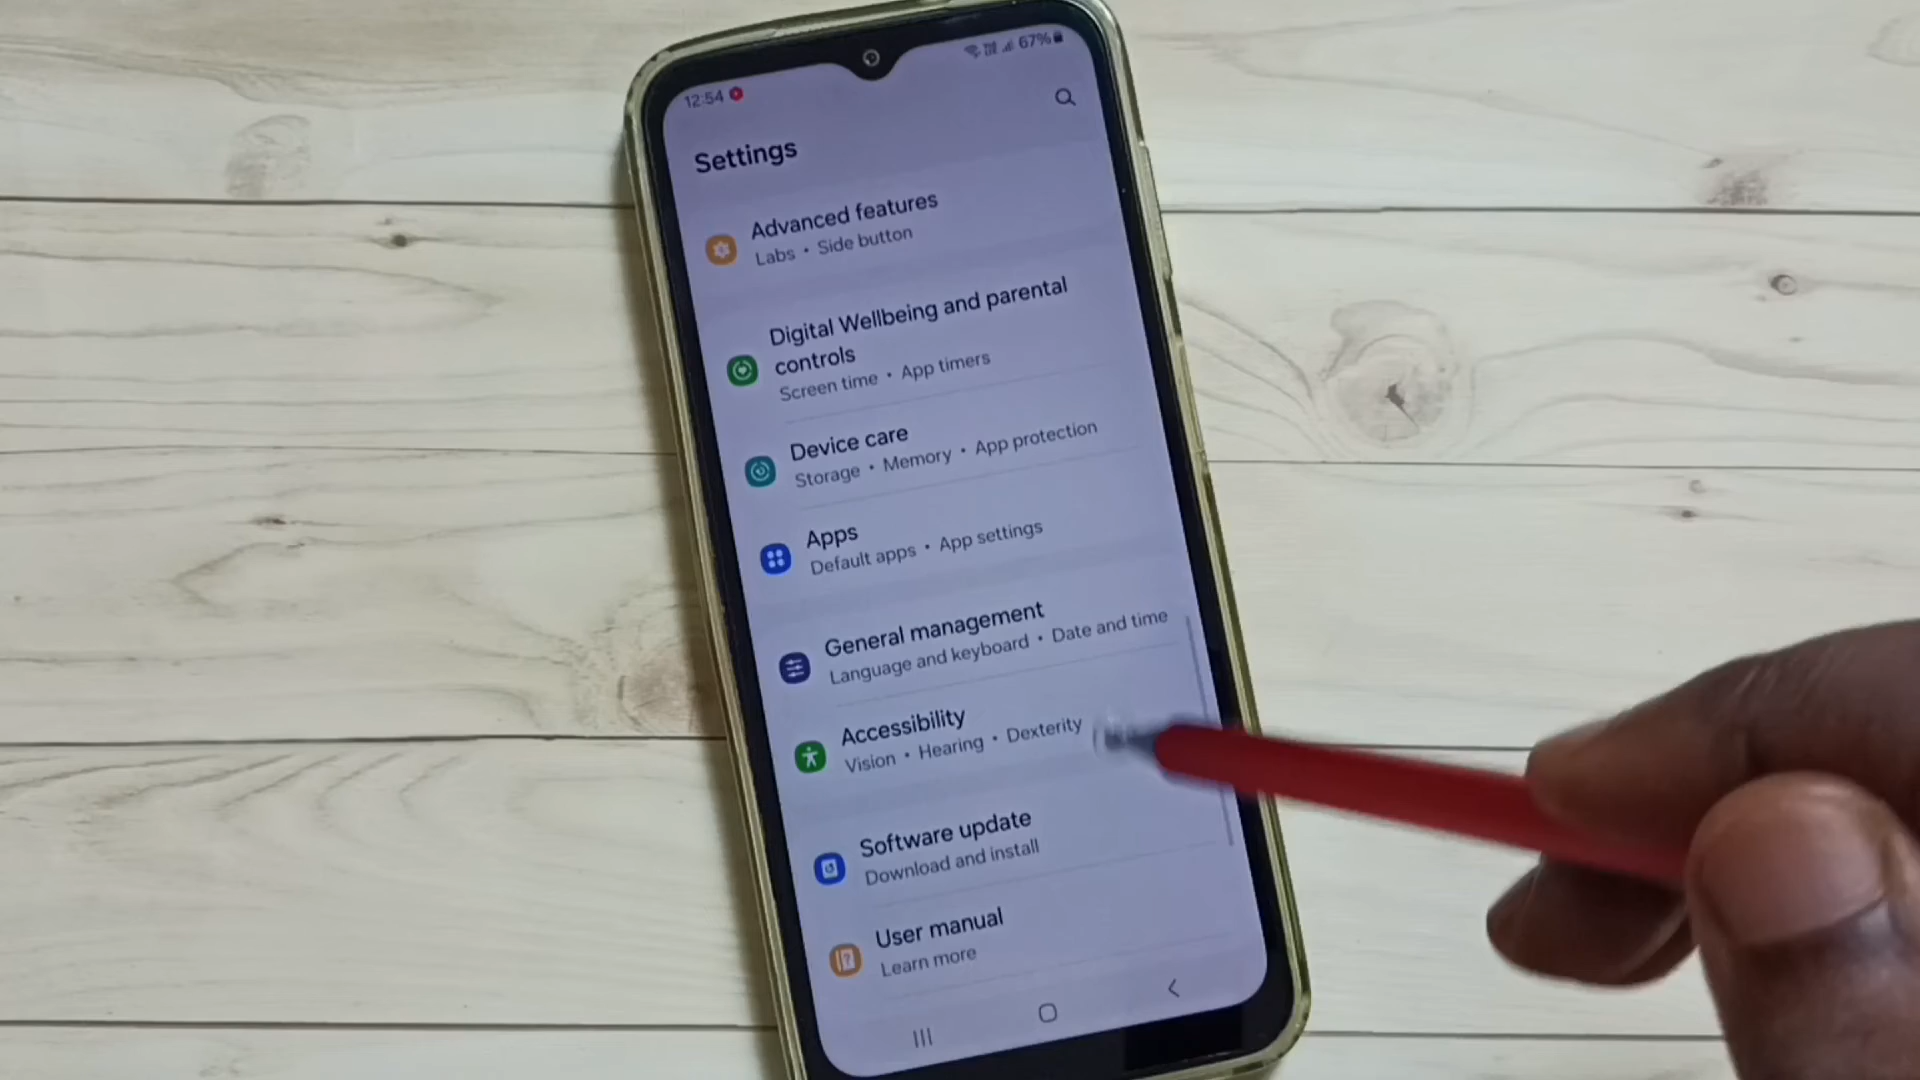 12:54
67%
Settings
Advanced features
Labs • Side button
Digital Wellbeing and parental
controls
Screen time • App timers
Device care
Storage • Memory • App protection
Apps
Default apps • App settings
General management
Language and keyboard • Date and time
Accessibility
Vision • Hearing • Dexterity
Software update
Download and install
User manual
Learn more